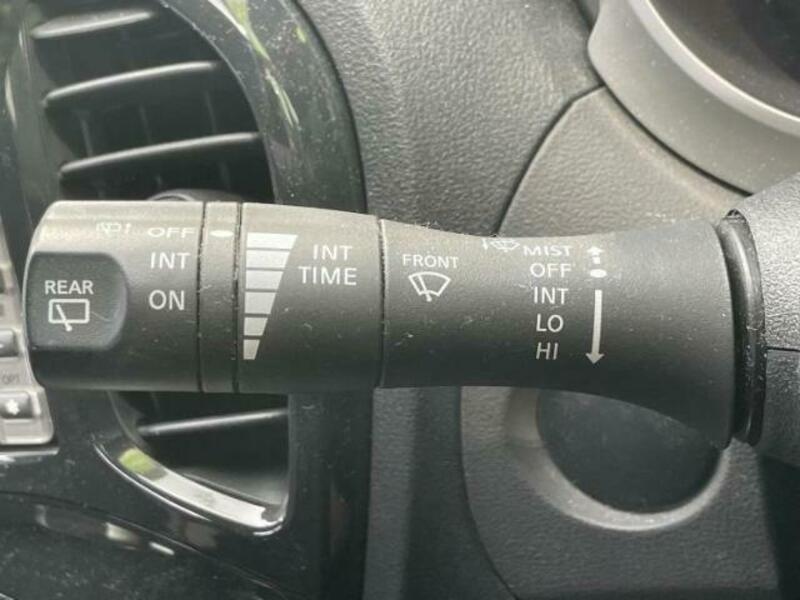 OFF
INT
ON
REAR
INT
TIME
FRONT
MIST
OFF
INT
LO
HI